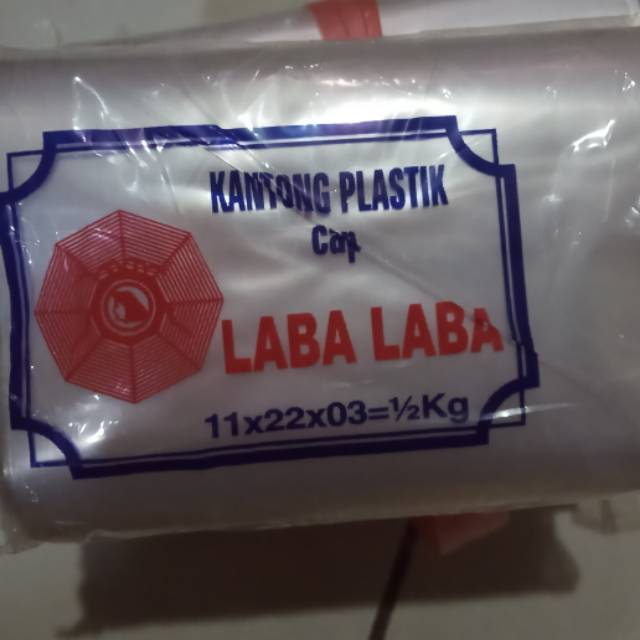 KANTONG PLASTIK
Cap
LABA LABA
11x22x03=½Kg